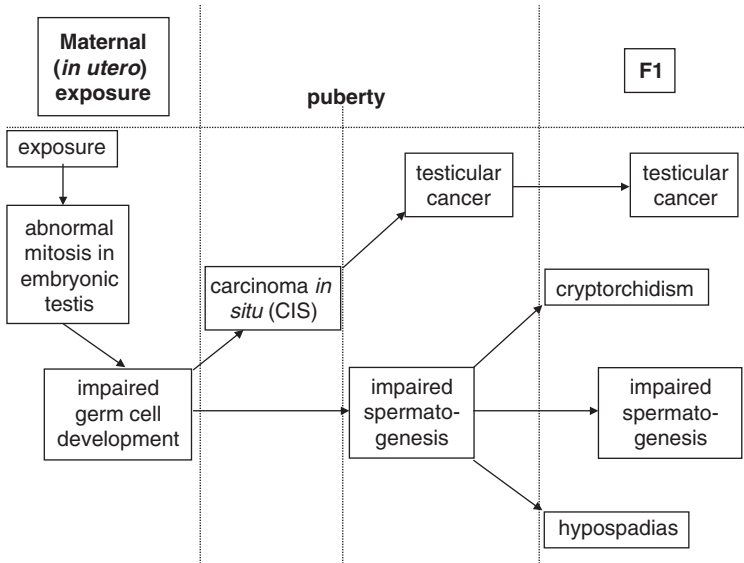 Maternal
(in utero)
exposure
puberty
F1
exposure
abnormal
mitosis in
embryonic
testis
impaired
germ cell
development
carcinoma in
situ (CIS)
testicular
cancer
impaired
spermato-
genesis
testicular
cancer
cryptorchidism
impaired
spermato-
genesis
hypospadias